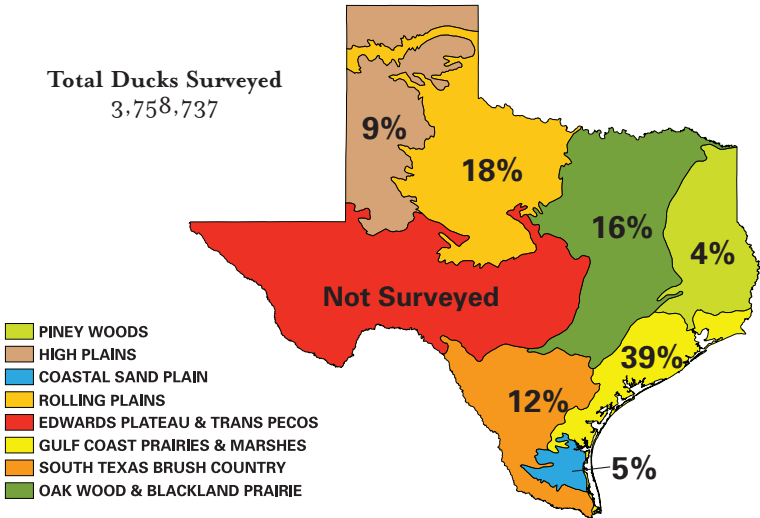 Total Ducks Surveyed
3,758,737
9%
18%
16%
4%
Not Surveyed
39%
12%
5%
PINEY WOODS
HIGH PLAINS
COASTAL SAND PLAIN
ROLLING PLAINS
EDWARDS PLATEAU & TRANS PECOS
GULF COAST PRAIRIES & MARSHES
SOUTH TEXAS BRUSH COUNTRY
OAK WOOD & BLACKLAND PRAIRIE